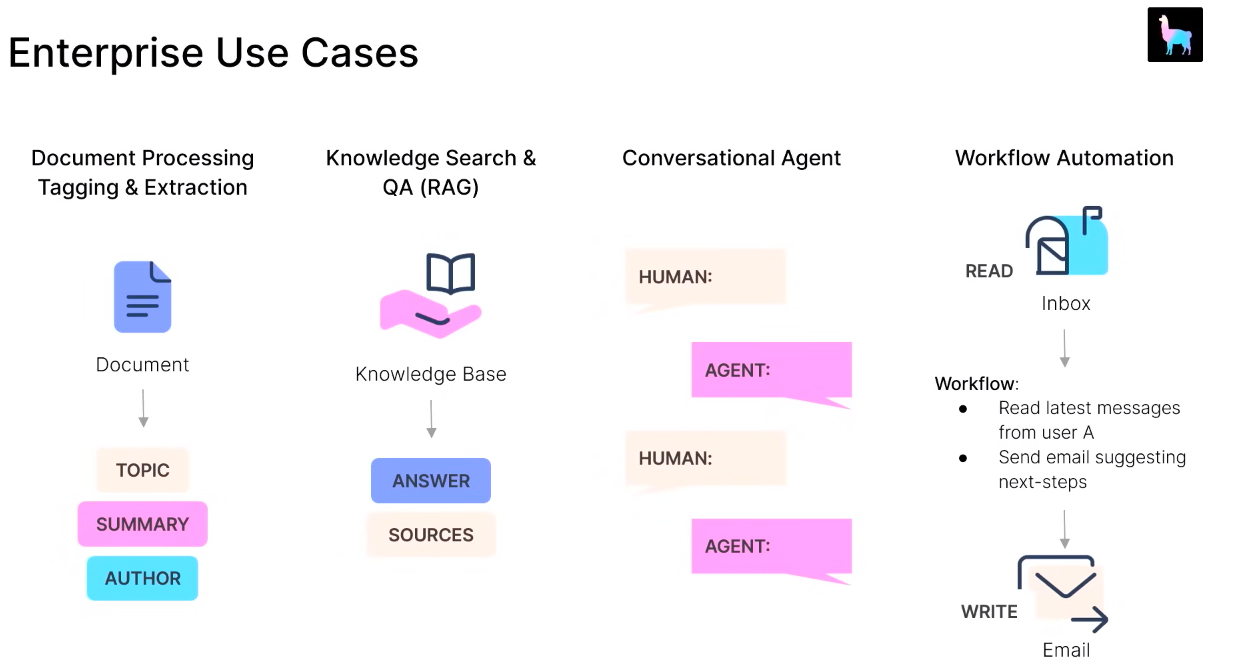 Enterprise Use Cases
Document Processing
Tagging & Extraction
Document
TOPIC
SUMMARY
AUTHOR
Knowledge Search &
QA (RAG)
Knowledge Base
ANSWER
SOURCES
Conversational Agent
HUMAN:
AGENT:
HUMAN:
AGENT:
Workflow Automation
READ
Inbox
Workflow:
● Read latest messages
from user A
● Send email suggesting
next-steps
WRITE
Email